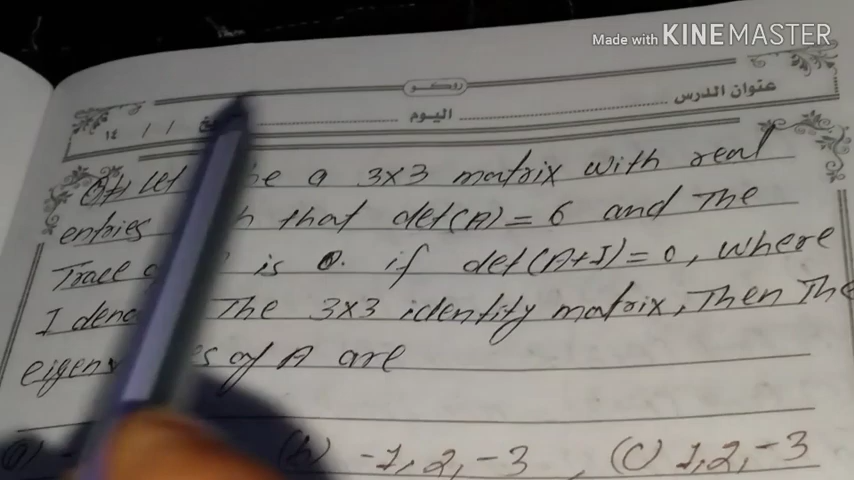 Made with KINEMASTER
روكو
عنوان الدرس
اليوم
/ / ١٤
Let be a 3x3 matrix with real
entries that det(A) = 6 and The
Trace is 0. if det(A+I) = 0, where
I The 3x3 identity matrix, Then The
of A are
(b) -1, 2, -3 , (C) 1, 2, -3